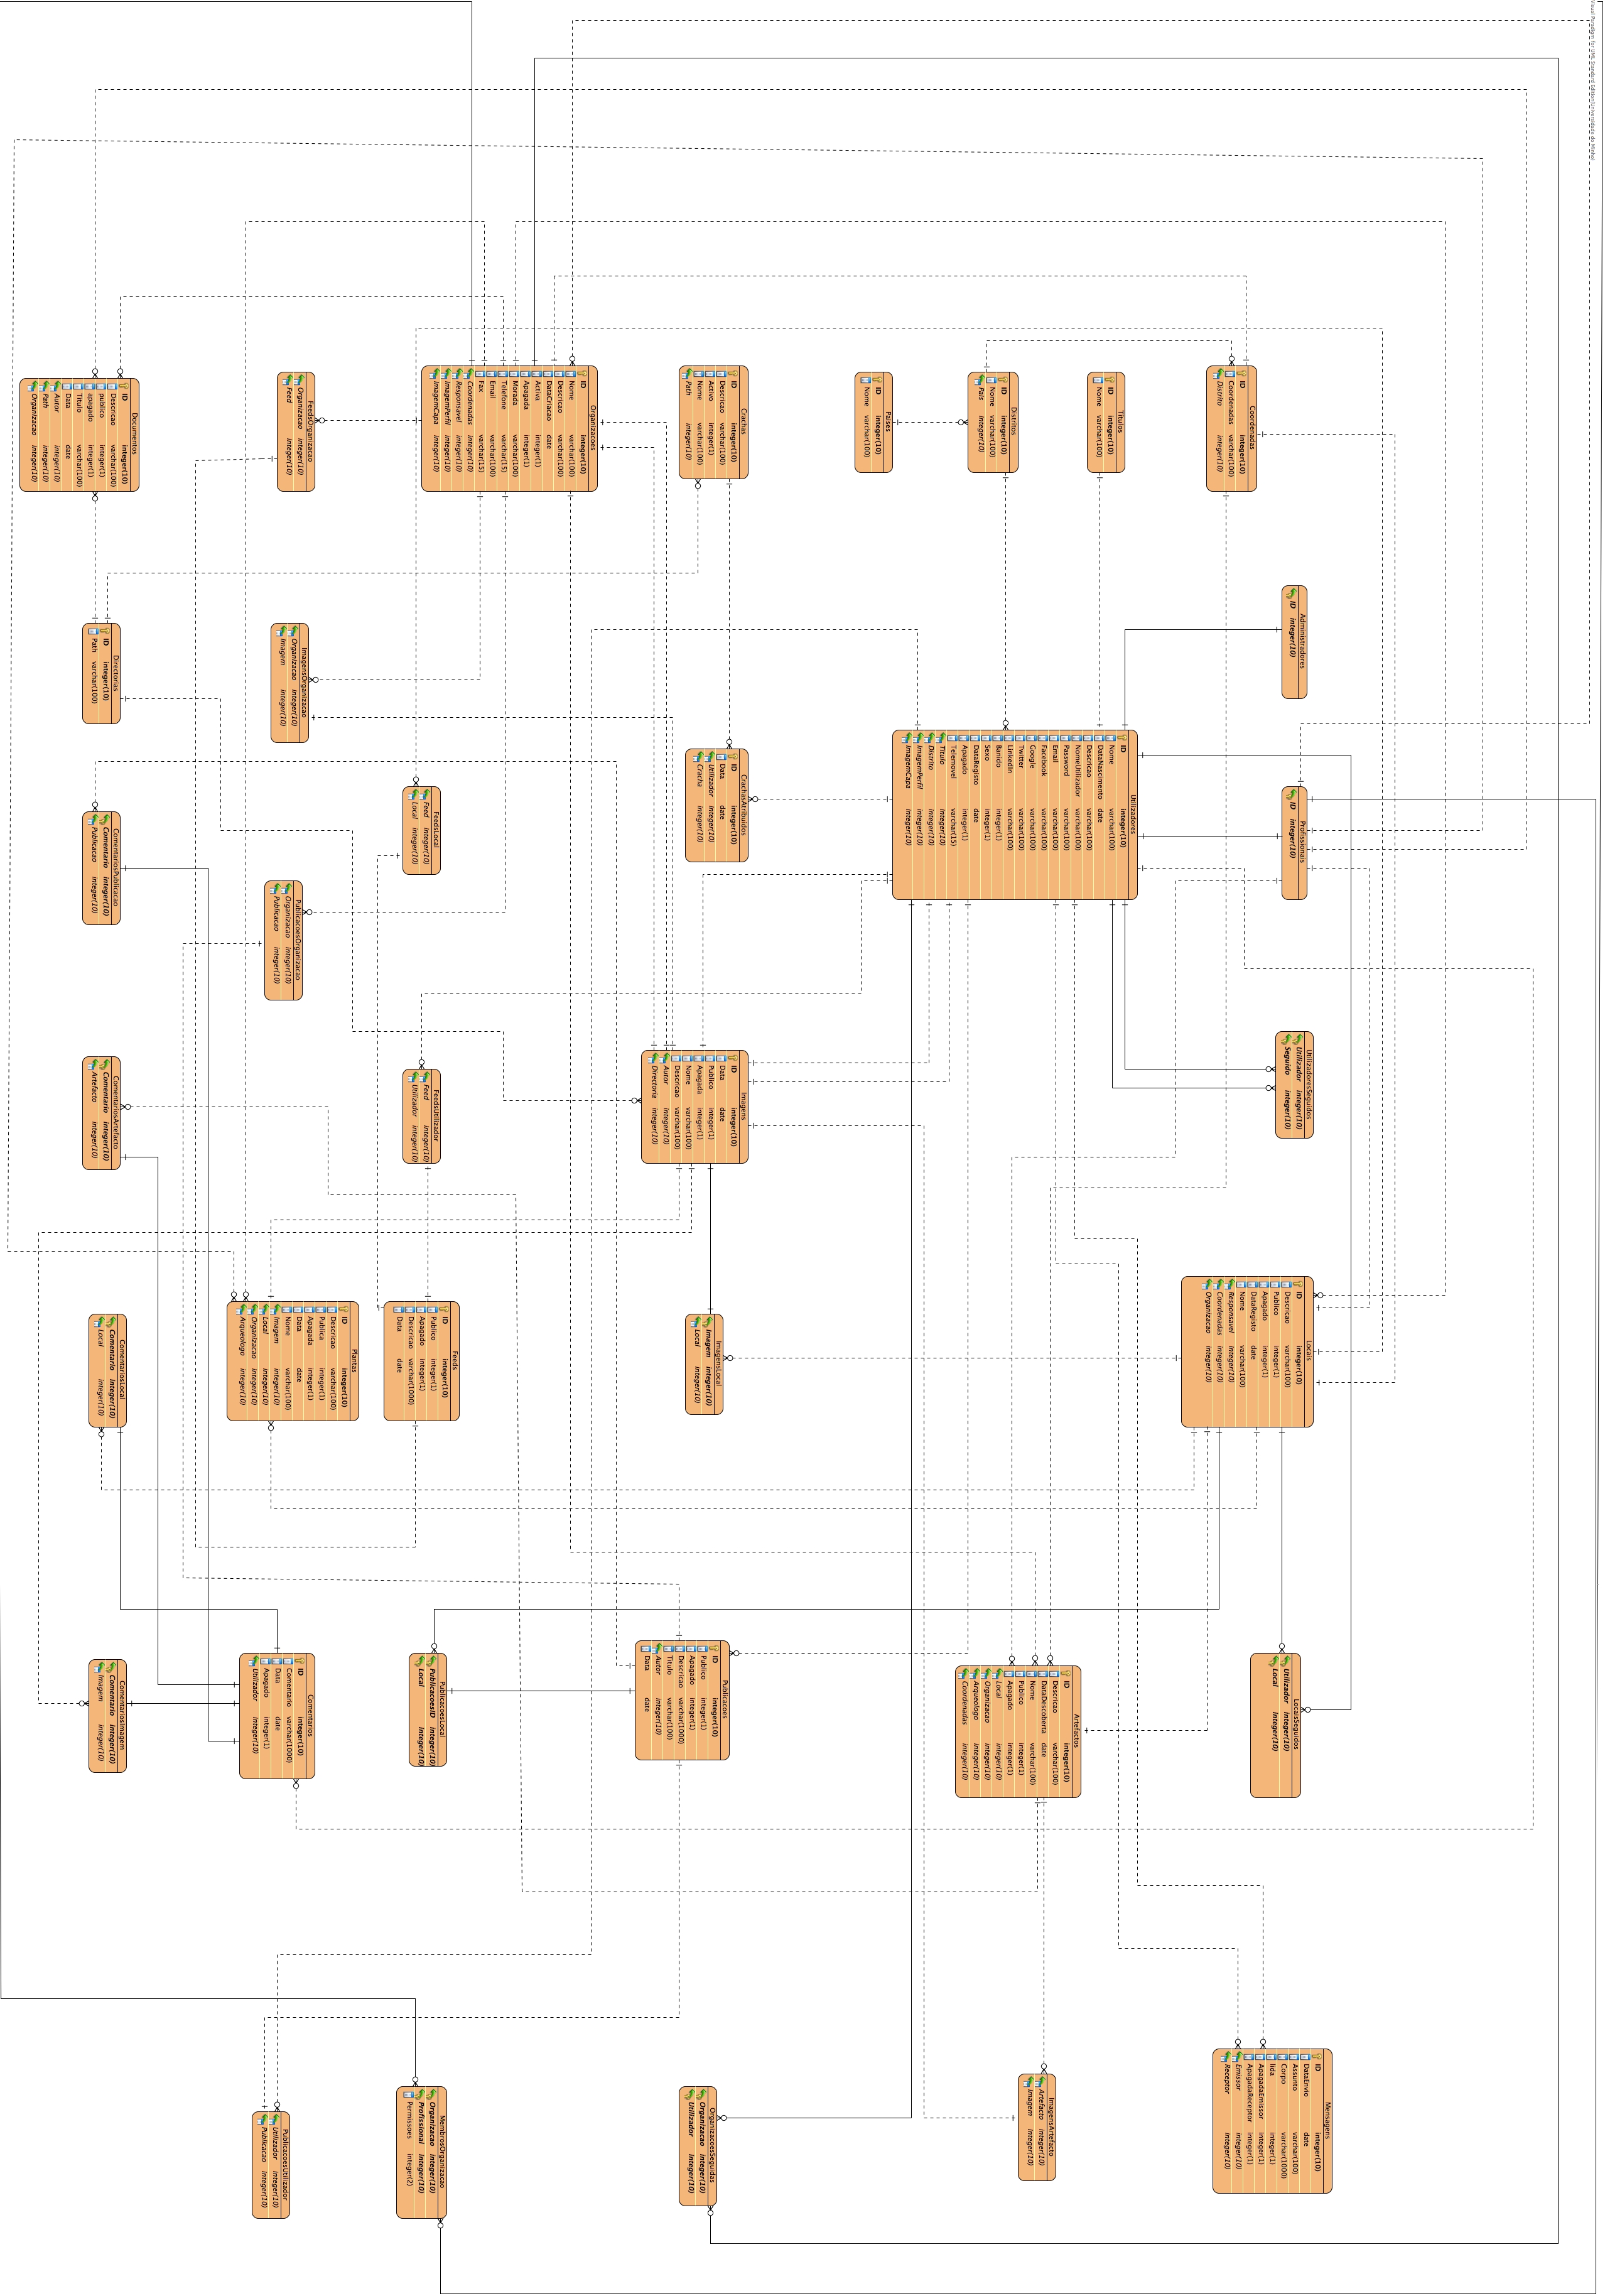 Visual Paradigm for UML Standard Edition(Universidade do Minho)
Coordenadas
ID integer(10)
Coordenadas varchar(100)
Distrito integer(10)
Administradores
ID integer(10)
Profissionais
ID integer(10)
UtilizadoresSeguidos
Utilizador integer(10)
Seguido integer(10)
Locais
ID integer(10)
Descricao varchar(100)
Publico integer(1)
Apagado integer(1)
DataRegisto date
Nome varchar(100)
Responsavel integer(10)
Coordenadas integer(10)
Organizacao integer(10)
LocaisSeguidos
Utilizador integer(10)
Local integer(10)
Mensagens
ID integer(10)
DataEnvio date
Assunto varchar(100)
Corpo varchar(1000)
lida integer(1)
ApagadaEmissor integer(1)
ApagadaReceptor integer(1)
Emissor integer(10)
Receptor integer(10)
Titulos
ID integer(10)
Nome varchar(100)
Distritos
ID integer(10)
Nome varchar(100)
Pais integer(10)
Paises
ID integer(10)
Nome varchar(100)
Utilizadores
ID integer(10)
Nome varchar(100)
DataNascimento date
Descricao varchar(100)
NomeUtilizador varchar(100)
Password varchar(100)
Email varchar(100)
Facebook varchar(100)
Google varchar(100)
Twitter varchar(100)
LinkedIn varchar(100)
Banido integer(1)
Sexo integer(1)
DataRegisto date
Apagado integer(1)
Telemovel varchar(15)
Titulo integer(10)
Distrito integer(10)
ImagemPerfil integer(10)
ImagemCapa integer(10)
Artefactos
ID integer(10)
Descricao varchar(100)
DataDescoberta date
Nome varchar(100)
Publico integer(1)
Apagado integer(1)
Local integer(10)
Organizacao integer(10)
Arqueologo integer(10)
Coordenadas integer(10)
ImagensArtefacto
Artefacto integer(10)
Imagem integer(10)
Crachas
ID integer(10)
Descricao varchar(100)
Activo integer(1)
Nome varchar(100)
Path integer(10)
CrachasAtribuidos
ID integer(10)
Data date
Utilizador integer(10)
Cracha integer(10)
Imagens
ID integer(10)
Data date
Publico integer(1)
Apagada integer(1)
Nome varchar(100)
Descricao varchar(100)
Autor integer(10)
Directoria integer(10)
ImagensLocal
Imagem integer(10)
Local integer(10)
Publicacoes
ID integer(10)
Publico integer(1)
Apagado integer(1)
Descricao varchar(1000)
Titulo varchar(100)
Autor integer(10)
Data date
OrganizacoesSeguidas
Organizacao integer(10)
Utilizador integer(10)
Organizacoes
ID integer(10)
Nome varchar(100)
Descricao varchar(100)
DataCriacao date
Activa integer(1)
Apagada integer(1)
Morada varchar(100)
Telefone varchar(15)
Email varchar(100)
Fax varchar(15)
Coordenadas integer(10)
Responsavel integer(10)
ImagemPerfil integer(10)
ImagemCapa integer(10)
FeedsLocal
Feed integer(10)
Local integer(10)
FeedsUtilizador
Feed integer(10)
Utilizador integer(10)
Feeds
ID integer(10)
Publico integer(1)
Apagado integer(1)
Descricao varchar(1000)
Data date
PublicacoesLocal
PublicacoesID integer(10)
Local integer(10)
MembrosOrganizacao
Organizacao integer(10)
Profissional integer(10)
Permissoes integer(2)
FeedsOrganizacao
Organizacao integer(10)
Feed integer(10)
ImagensOrganizacao
Organizacao integer(10)
Imagem integer(10)
PublicacoesOrganizacao
Organizacao integer(10)
Publicacao integer(10)
Plantas
ID integer(10)
Descricao varchar(100)
Publica integer(1)
Apagada integer(1)
Data date
Nome varchar(100)
Imagem integer(10)
Local integer(10)
Organizacao integer(10)
Arqueologo integer(10)
Comentarios
ID integer(10)
Comentario varchar(1000)
Data date
Apagado integer(1)
Utilizador integer(10)
PublicacoesUtilizador
Utilizador integer(10)
Publicacao integer(10)
Documentos
ID integer(10)
Descricao varchar(100)
publico integer(1)
apagado integer(1)
Titulo varchar(100)
Data date
Autor integer(10)
Path integer(10)
Organizacao integer(10)
Directorias
ID integer(10)
Path varchar(100)
ComentariosPublicacao
Comentario integer(10)
Publicacao integer(10)
ComentariosArtefacto
Comentario integer(10)
Artefacto integer(10)
ComentariosLocal
Comentario integer(10)
Local integer(10)
ComentariosImagem
Comentario integer(10)
Imagem integer(10)